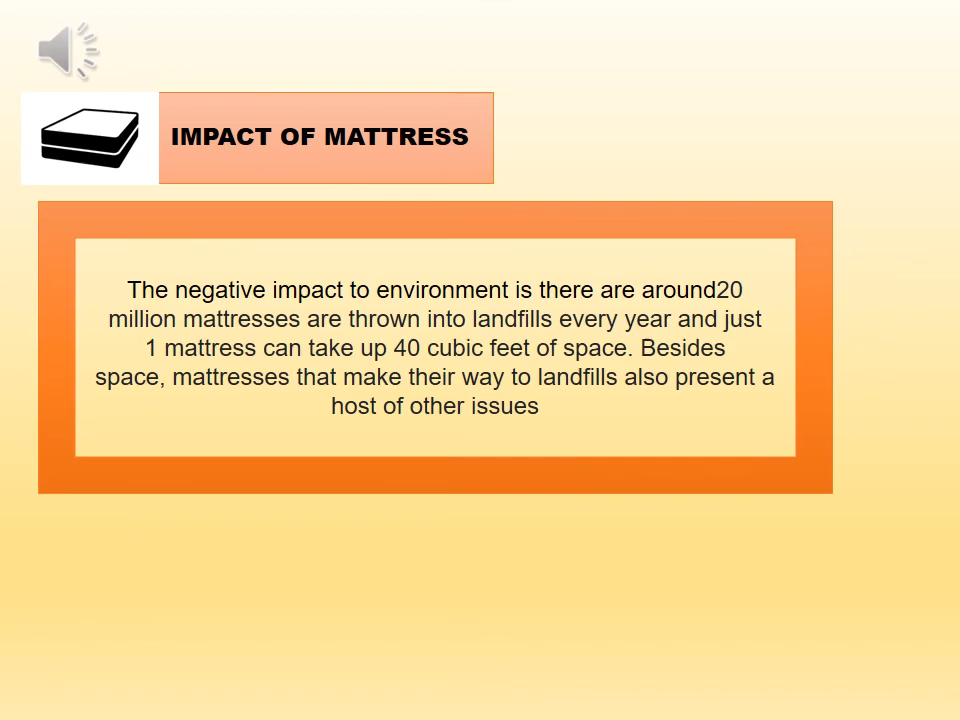 IMPACT OF MATTRESS
The negative impact to environment is there are around20
million mattresses are thrown into landfills every year and just
1 mattress can take up 40 cubic feet of space. Besides
space, mattresses that make their way to landfills also present a
host of other issues